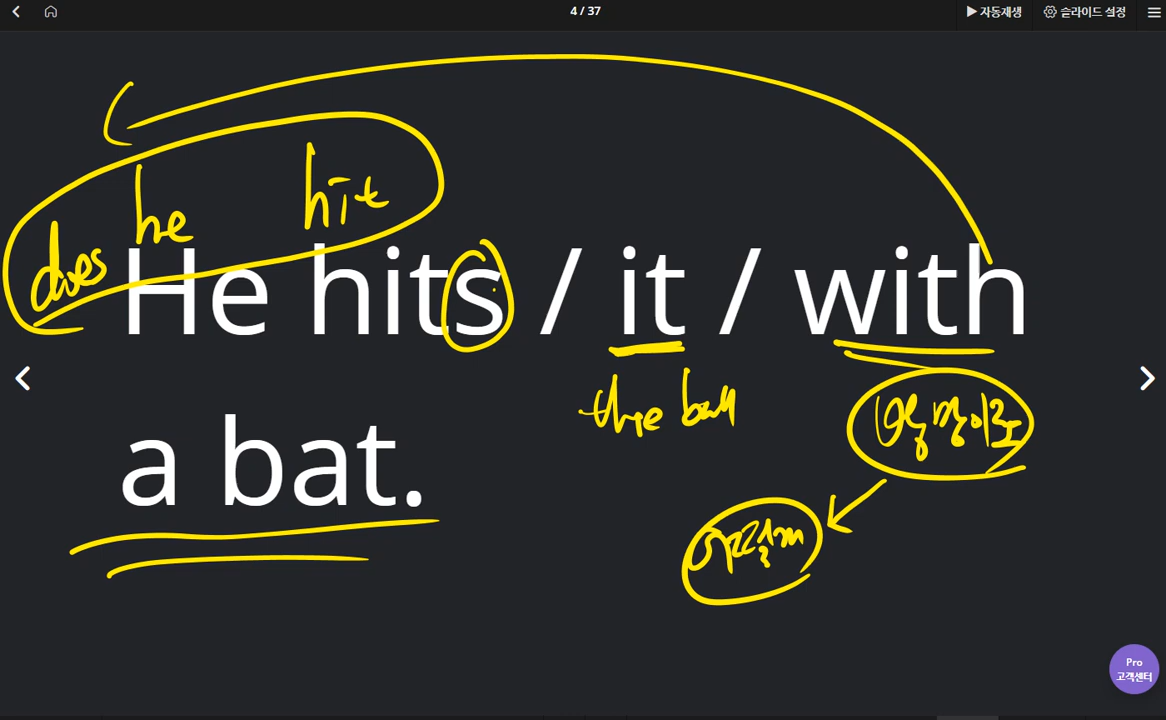 4 / 37
자동재생
슬라이드 설정
does he hit
He hits / it / with
the ball
a bat.
Pro
고객센터